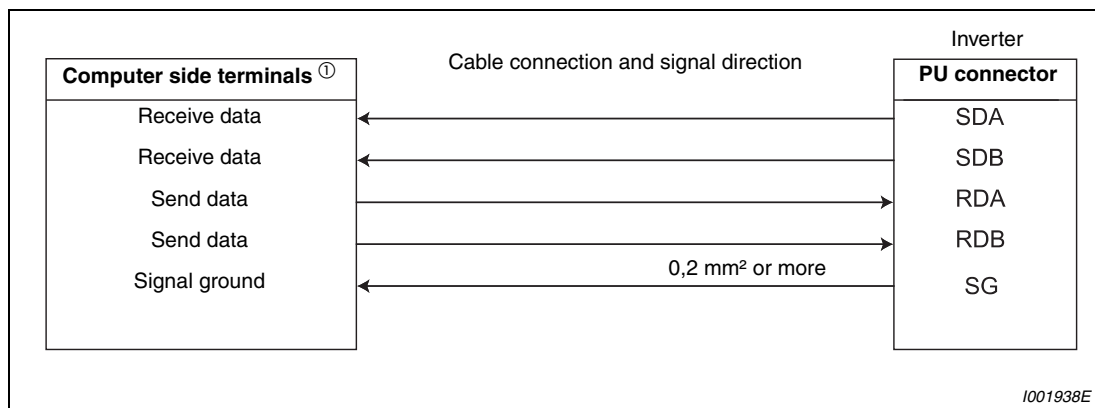 Inverter
Computer side terminals ①
Cable connection and signal direction
PU connector
Receive data
SDA
Receive data
SDB
Send data
RDA
Send data
RDB
Signal ground
0,2 mm² or more
SG
I001938E